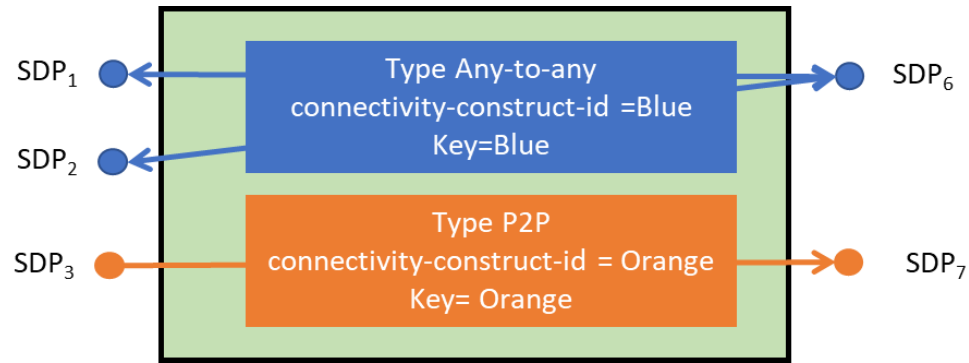 SDP1
SDP2
SDP3
Type Any-to-any
connectivity-construct-id =Blue
Key=Blue
Type P2P
connectivity-construct-id = Orange
Key= Orange
SDP6
SDP7